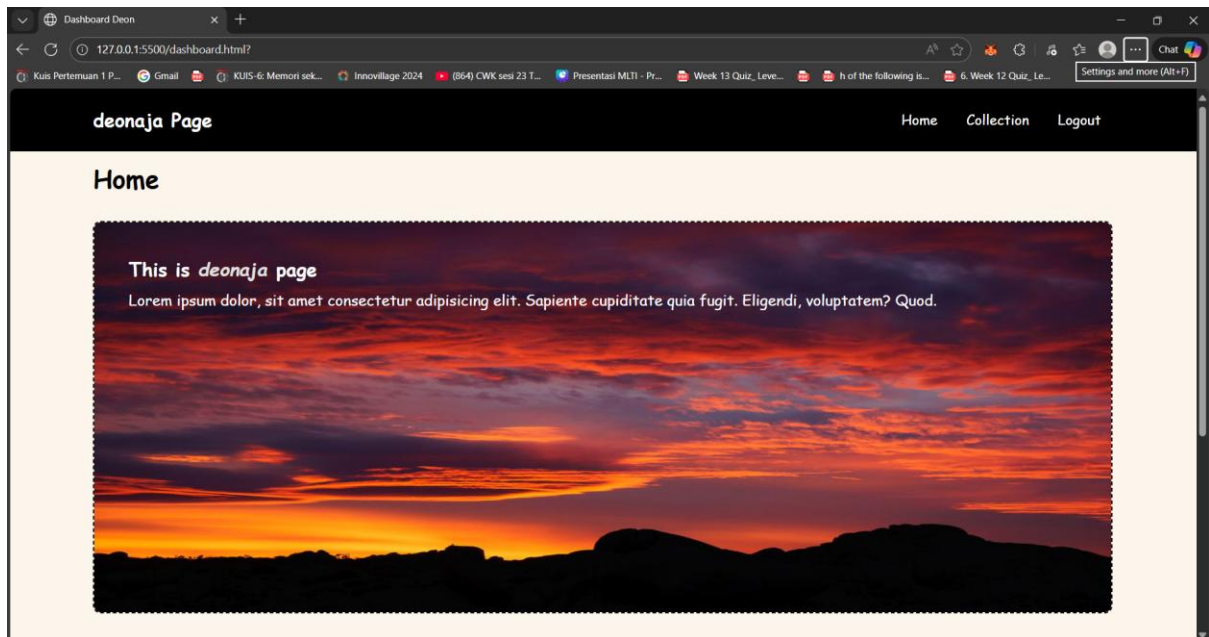 Dashboard Deon
127.0.0.1:5500/dashboard.html?
Chat
Kuis Pertemuan 1 P... Gmail KUIS-6: Memori sek... Innovillage 2024 (864) CWK sesi 23 T... Presentasi MLTI - Pr... Week 13 Quiz_ Leve... h of the following is... 6. Week 12 Quiz_ Le...
Settings and more (Alt+F)
deonaja Page Home Collection Logout
Home
This is deonaja page
Lorem ipsum dolor, sit amet consectetur adipisicing elit. Sapiente cupiditate quia fugit. Eligendi, voluptatem? Quod.